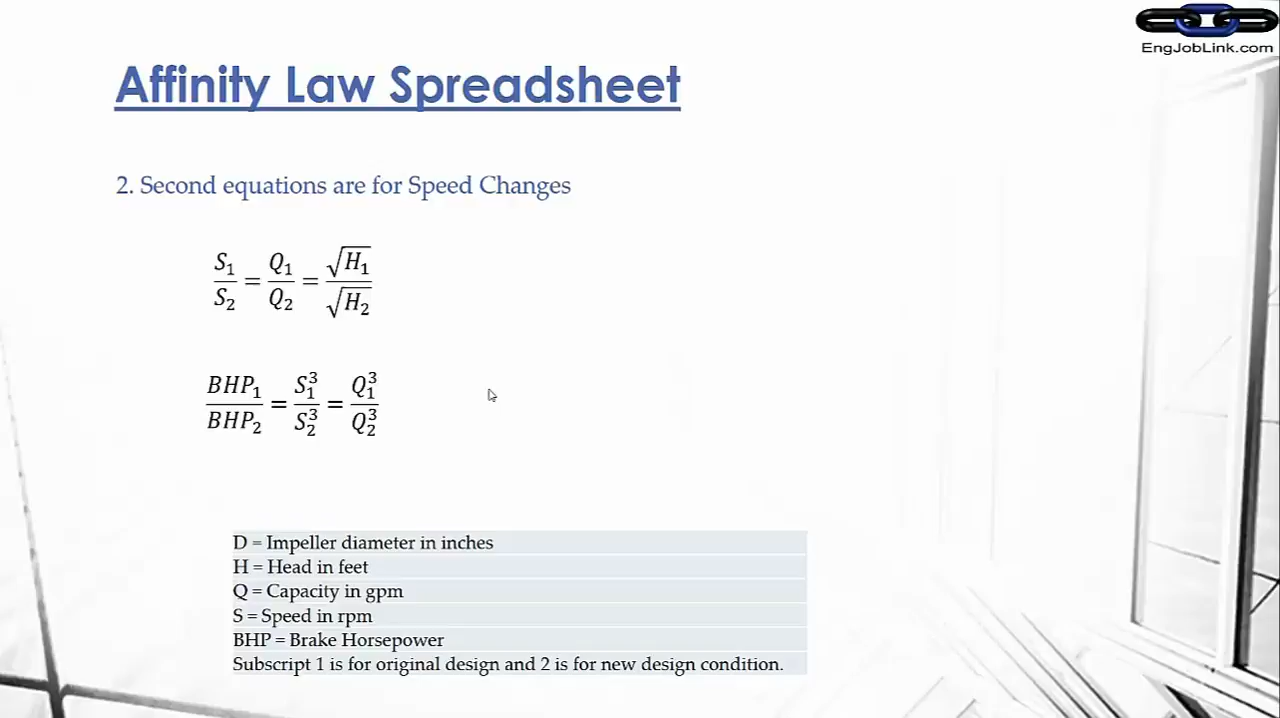 EngJobLink.com
Affinity Law Spreadsheet
2. Second equations are for Speed Changes
S₁/S₂ = Q₁/Q₂ = √H₁/√H₂
BHP₁/BHP₂ = S₁³/S₂³ = Q₁³/Q₂³
D = Impeller diameter in inches
H = Head in feet
Q = Capacity in gpm
S = Speed in rpm
BHP = Brake Horsepower
Subscript 1 is for original design and 2 is for new design condition.